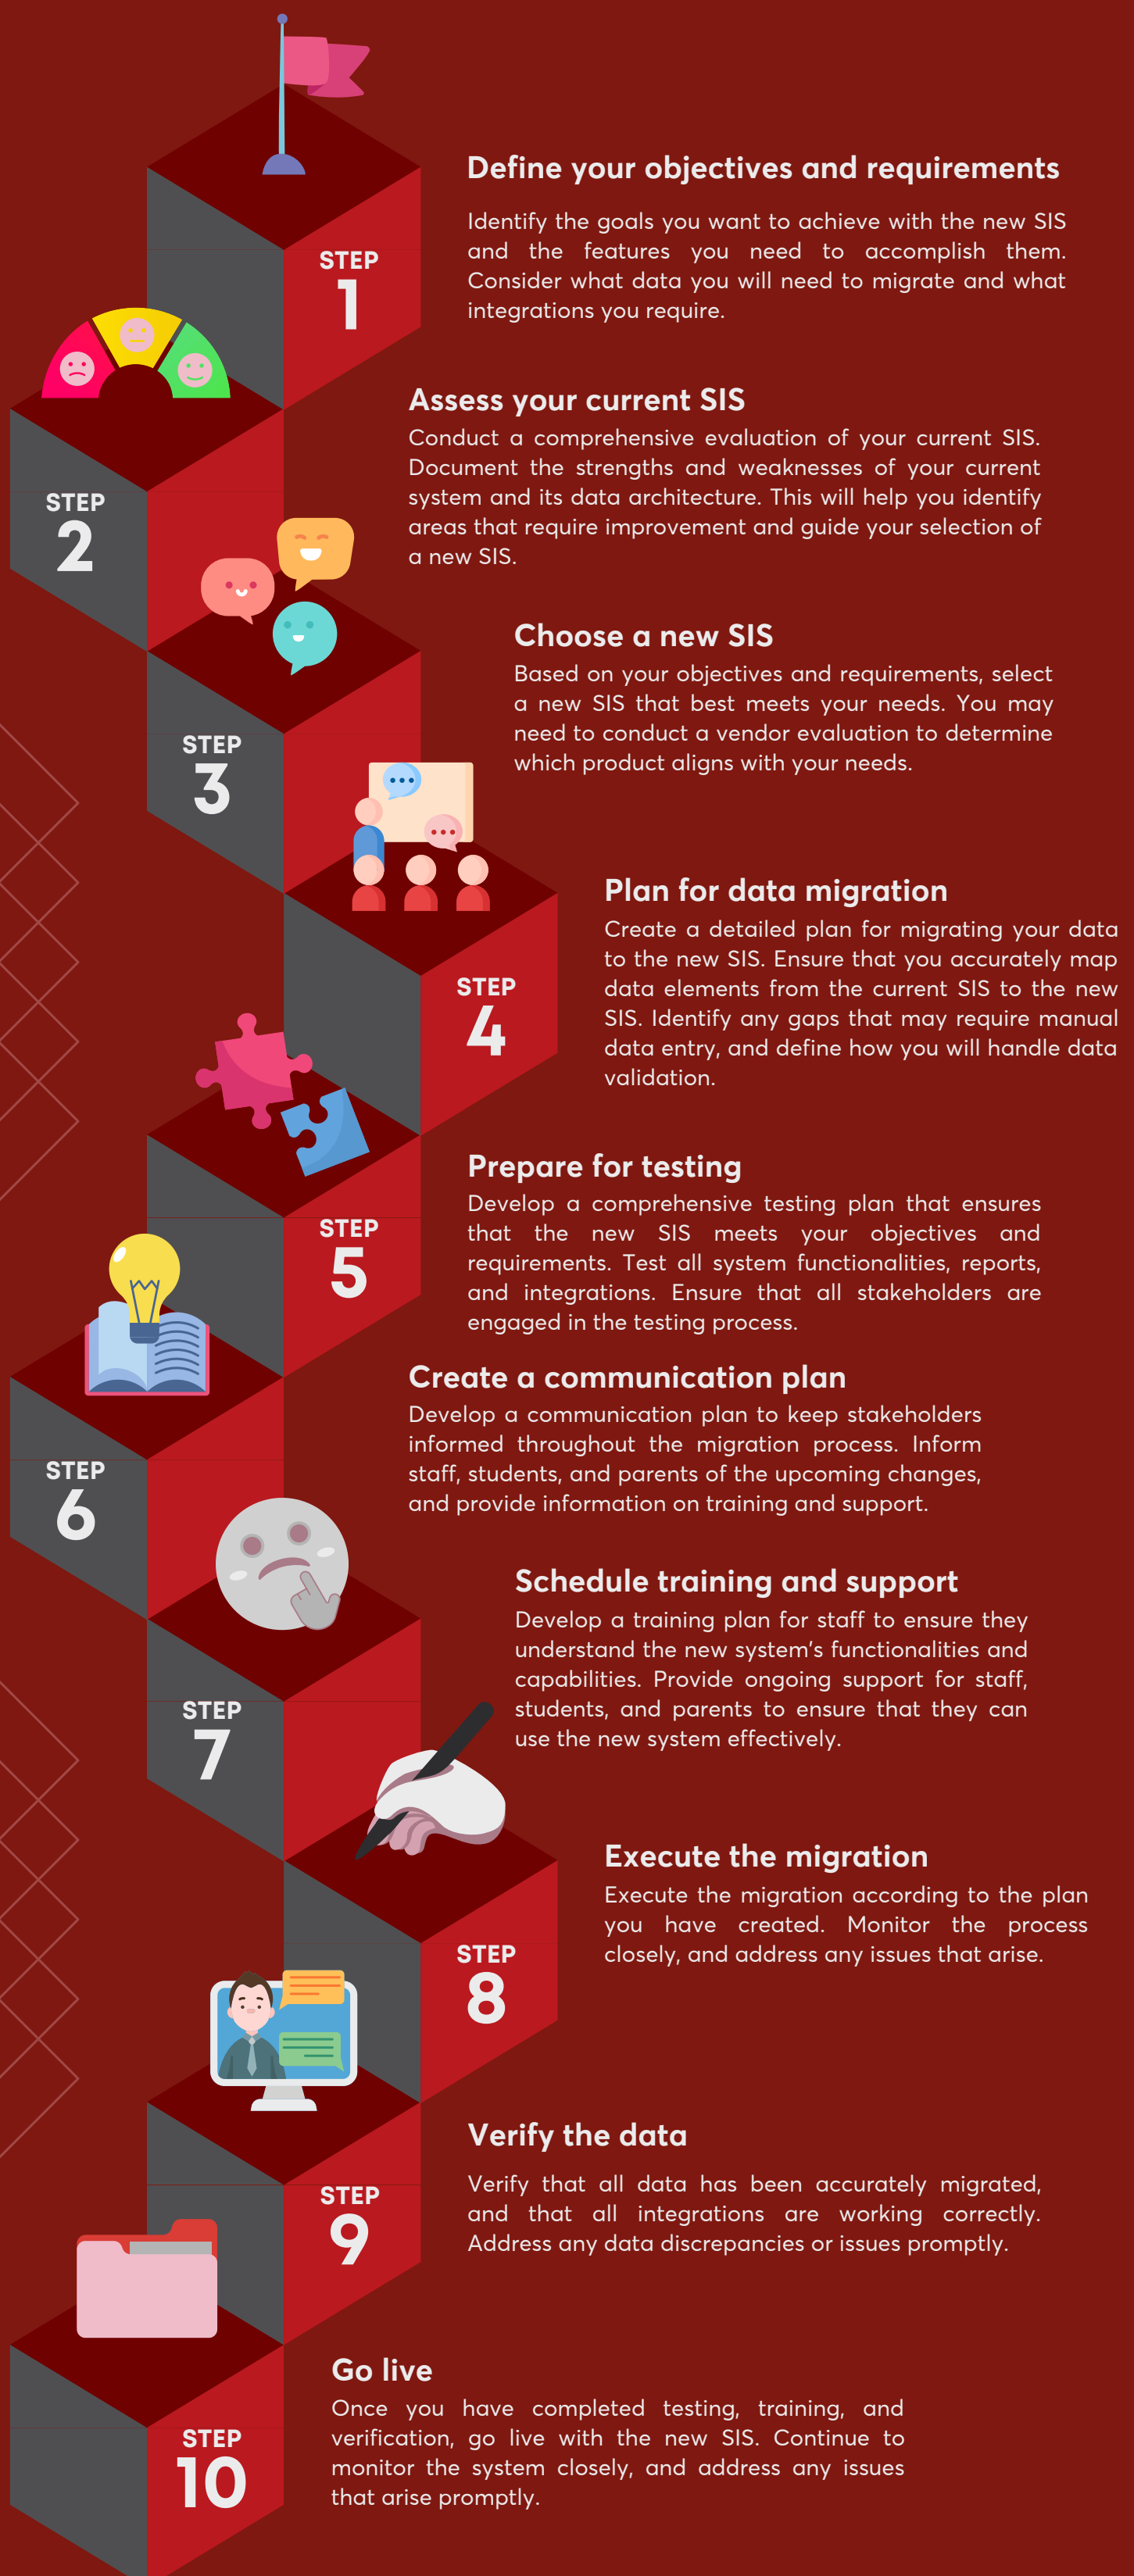 Define your objectives and requirements
Identify the goals you want to achieve with the new SIS
and the features you need to accomplish them.
Consider what data you will need to migrate and what
integrations you require.
STEP
1
Assess your current SIS
Conduct a comprehensive evaluation of your current SIS.
Document the strengths and weaknesses of your current
system and its data architecture. This will help you identify
areas that require improvement and guide your selection of
a new SIS.
STEP
2
Choose a new SIS
Based on your objectives and requirements, select
a new SIS that best meets your needs. You may
need to conduct a vendor evaluation to determine
which product aligns with your needs.
STEP
3
Plan for data migration
Create a detailed plan for migrating your data
to the new SIS. Ensure that you accurately map
data elements from the current SIS to the new
SIS. Identify any gaps that may require manual
data entry, and define how you will handle data
validation.
STEP
4
Prepare for testing
Develop a comprehensive testing plan that ensures
that the new SIS meets your objectives and
requirements. Test all system functionalities, reports,
and integrations. Ensure that all stakeholders are
engaged in the testing process.
STEP
5
Create a communication plan
Develop a communication plan to keep stakeholders
informed throughout the migration process. Inform
staff, students, and parents of the upcoming changes,
and provide information on training and support.
STEP
6
Schedule training and support
Develop a training plan for staff to ensure they
understand the new system's functionalities and
capabilities. Provide ongoing support for staff,
students, and parents to ensure that they can
use the new system effectively.
STEP
7
Execute the migration
Execute the migration according to the plan
you have created. Monitor the process
closely, and address any issues that arise.
STEP
8
Verify the data
Verify that all data has been accurately migrated,
and that all integrations are working correctly.
Address any data discrepancies or issues promptly.
STEP
9
Go live
Once you have completed testing, training, and
verification, go live with the new SIS. Continue to
monitor the system closely, and address any issues
that arise promptly.
STEP
10